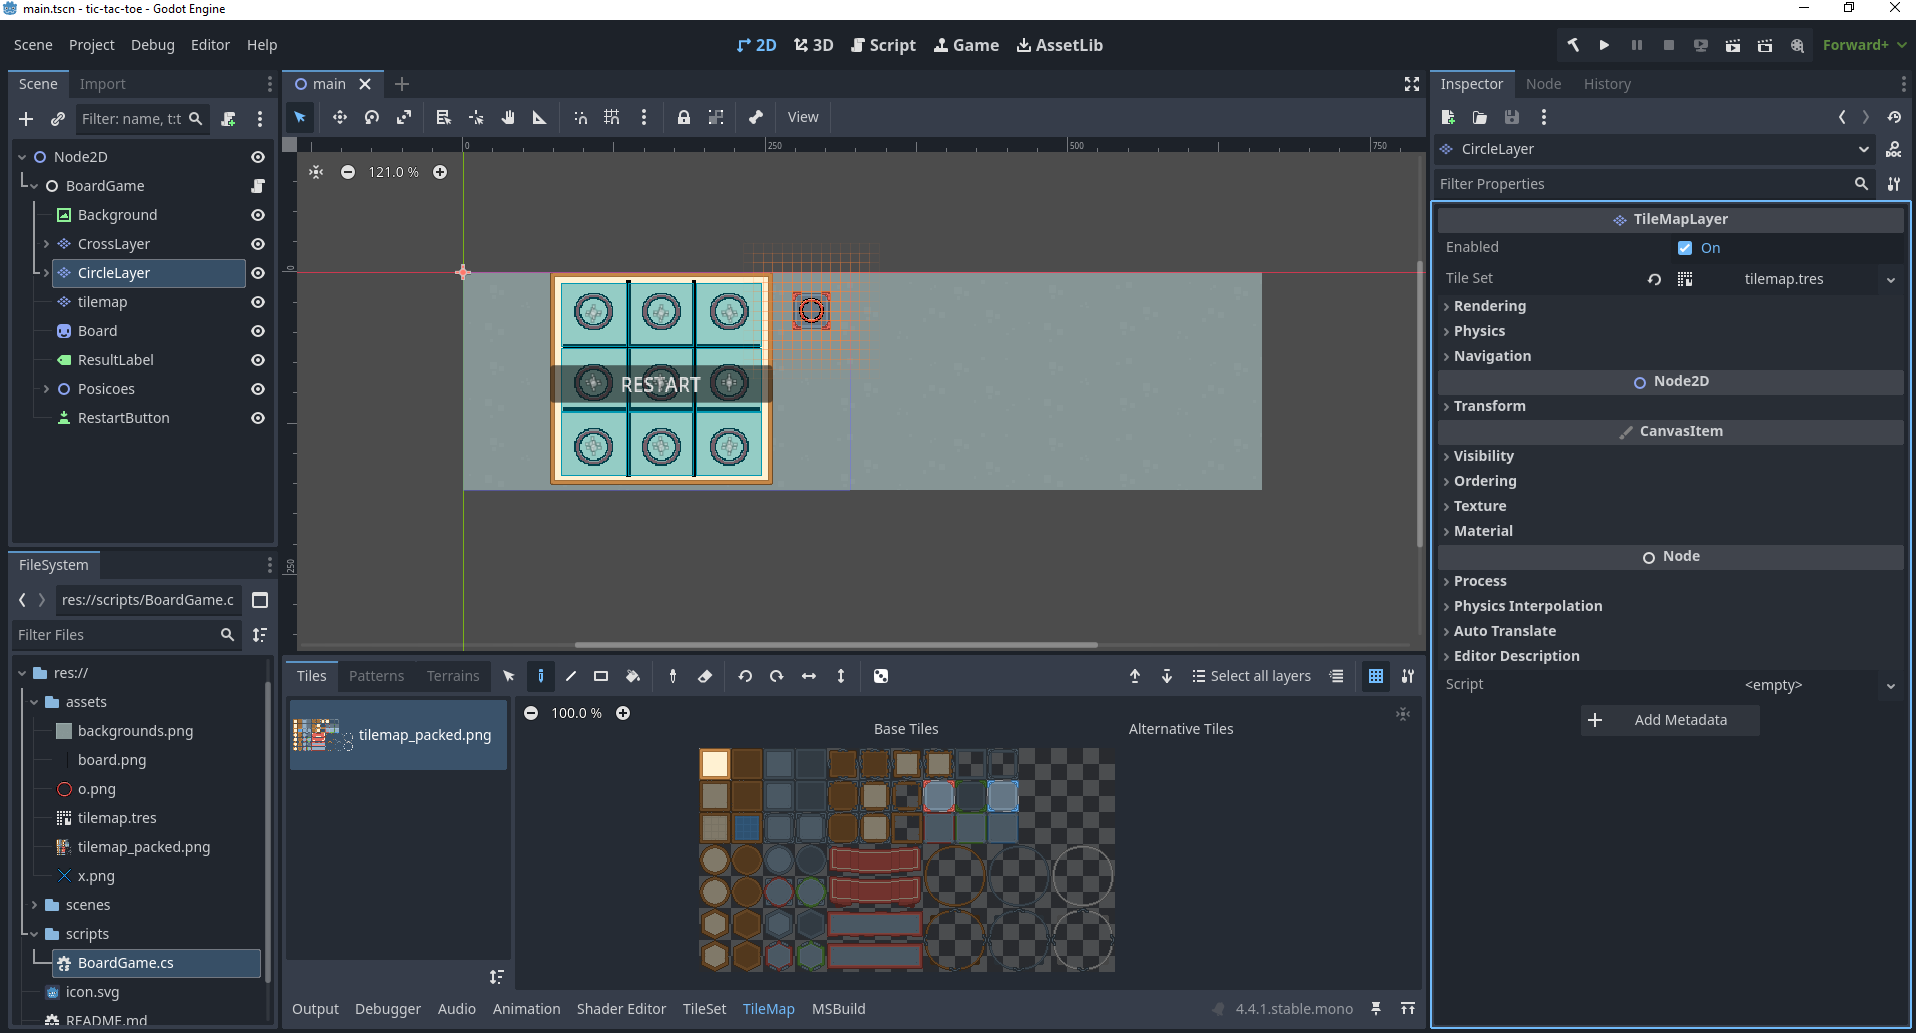 main.tscn - tic-tac-toe - Godot Engine
Scene Project Debug Editor Help
2D 3D Script Game AssetLib
Forward+
Scene Import
Filter: name, t:t
Node2D
BoardGame
Background
CrossLayer
CircleLayer
tilemap
Board
ResultLabel
Posicoes
RestartButton
FileSystem
res://scripts/BoardGame.c
Filter Files
res://
assets
backgrounds.png
board.png
o.png
tilemap.tres
tilemap_packed.png
x.png
scenes
scripts
BoardGame.cs
icon.svg
README.md
main
View
0 250 500 750
121.0 %
0
250
RESTART
Tiles Patterns Terrains
Select all layers
tilemap_packed.png
100.0 %
Base Tiles Alternative Tiles
Output Debugger Audio Animation Shader Editor TileSet TileMap MSBuild
4.4.1.stable.mono
Inspector Node History
CircleLayer
DOC
Filter Properties
TileMapLayer
Enabled On
Tile Set tilemap.tres
Rendering
Physics
Navigation
Node2D
Transform
CanvasItem
Visibility
Ordering
Texture
Material
Node
Process
Physics Interpolation
Auto Translate
Editor Description
Script <empty>
Add Metadata